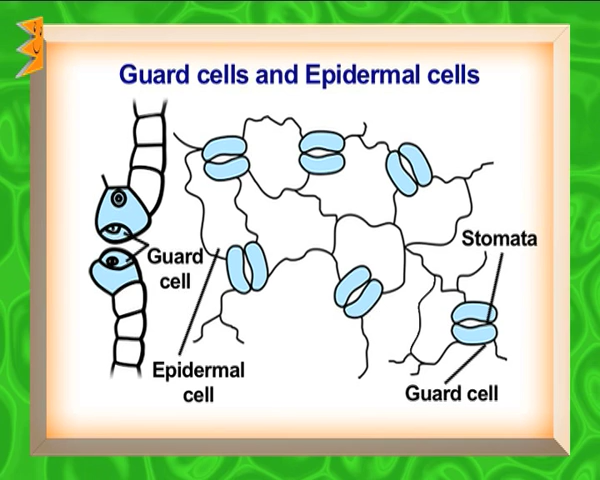 Guard cells and Epidermal cells
Stomata
Guard
cell
Epidermal
cell
Guard cell